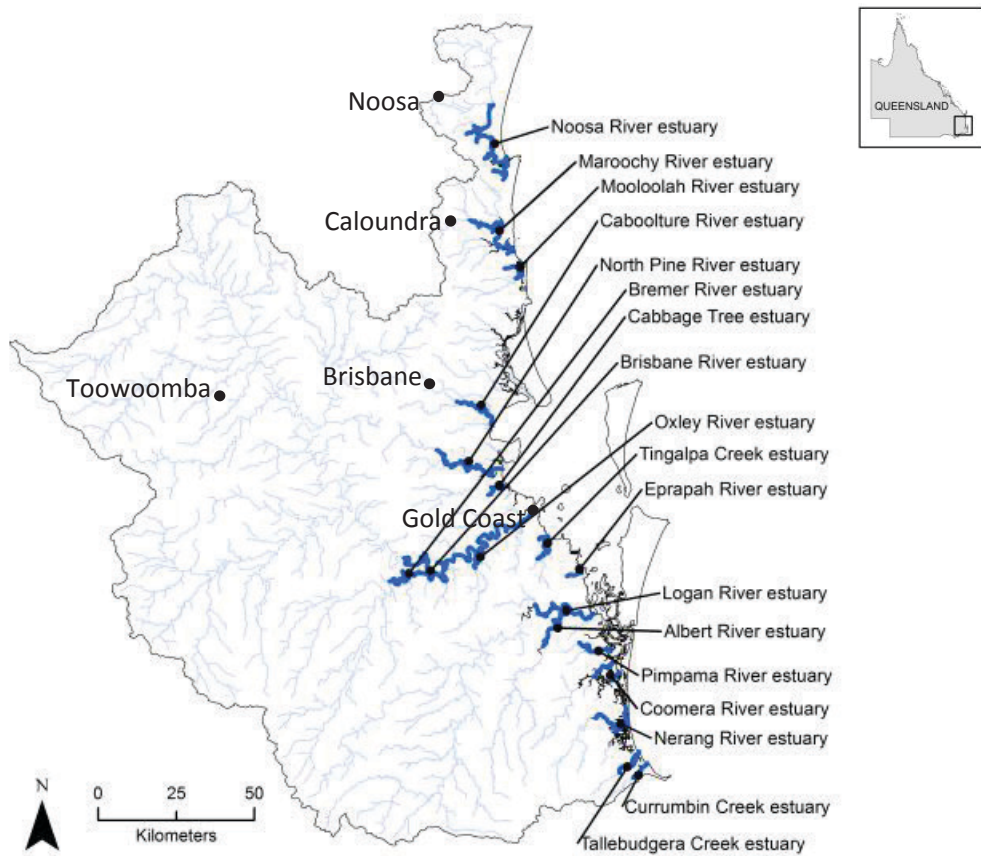 QUEENSLAND
Noosa
Noosa River estuary
Maroochy River estuary
Mooloolah River estuary
Caloundra
Caboolture River estuary
North Pine River estuary
Bremer River estuary
Cabbage Tree estuary
Brisbane River estuary
Toowoomba
Brisbane
Oxley River estuary
Tingalpa Creek estuary
Eprapah River estuary
Gold Coast
Logan River estuary
Albert River estuary
Pimpama River estuary
Coomera River estuary
Nerang River estuary
Currumbin Creek estuary
Tallebudgera Creek estuary
N
0 25 50
Kilometers